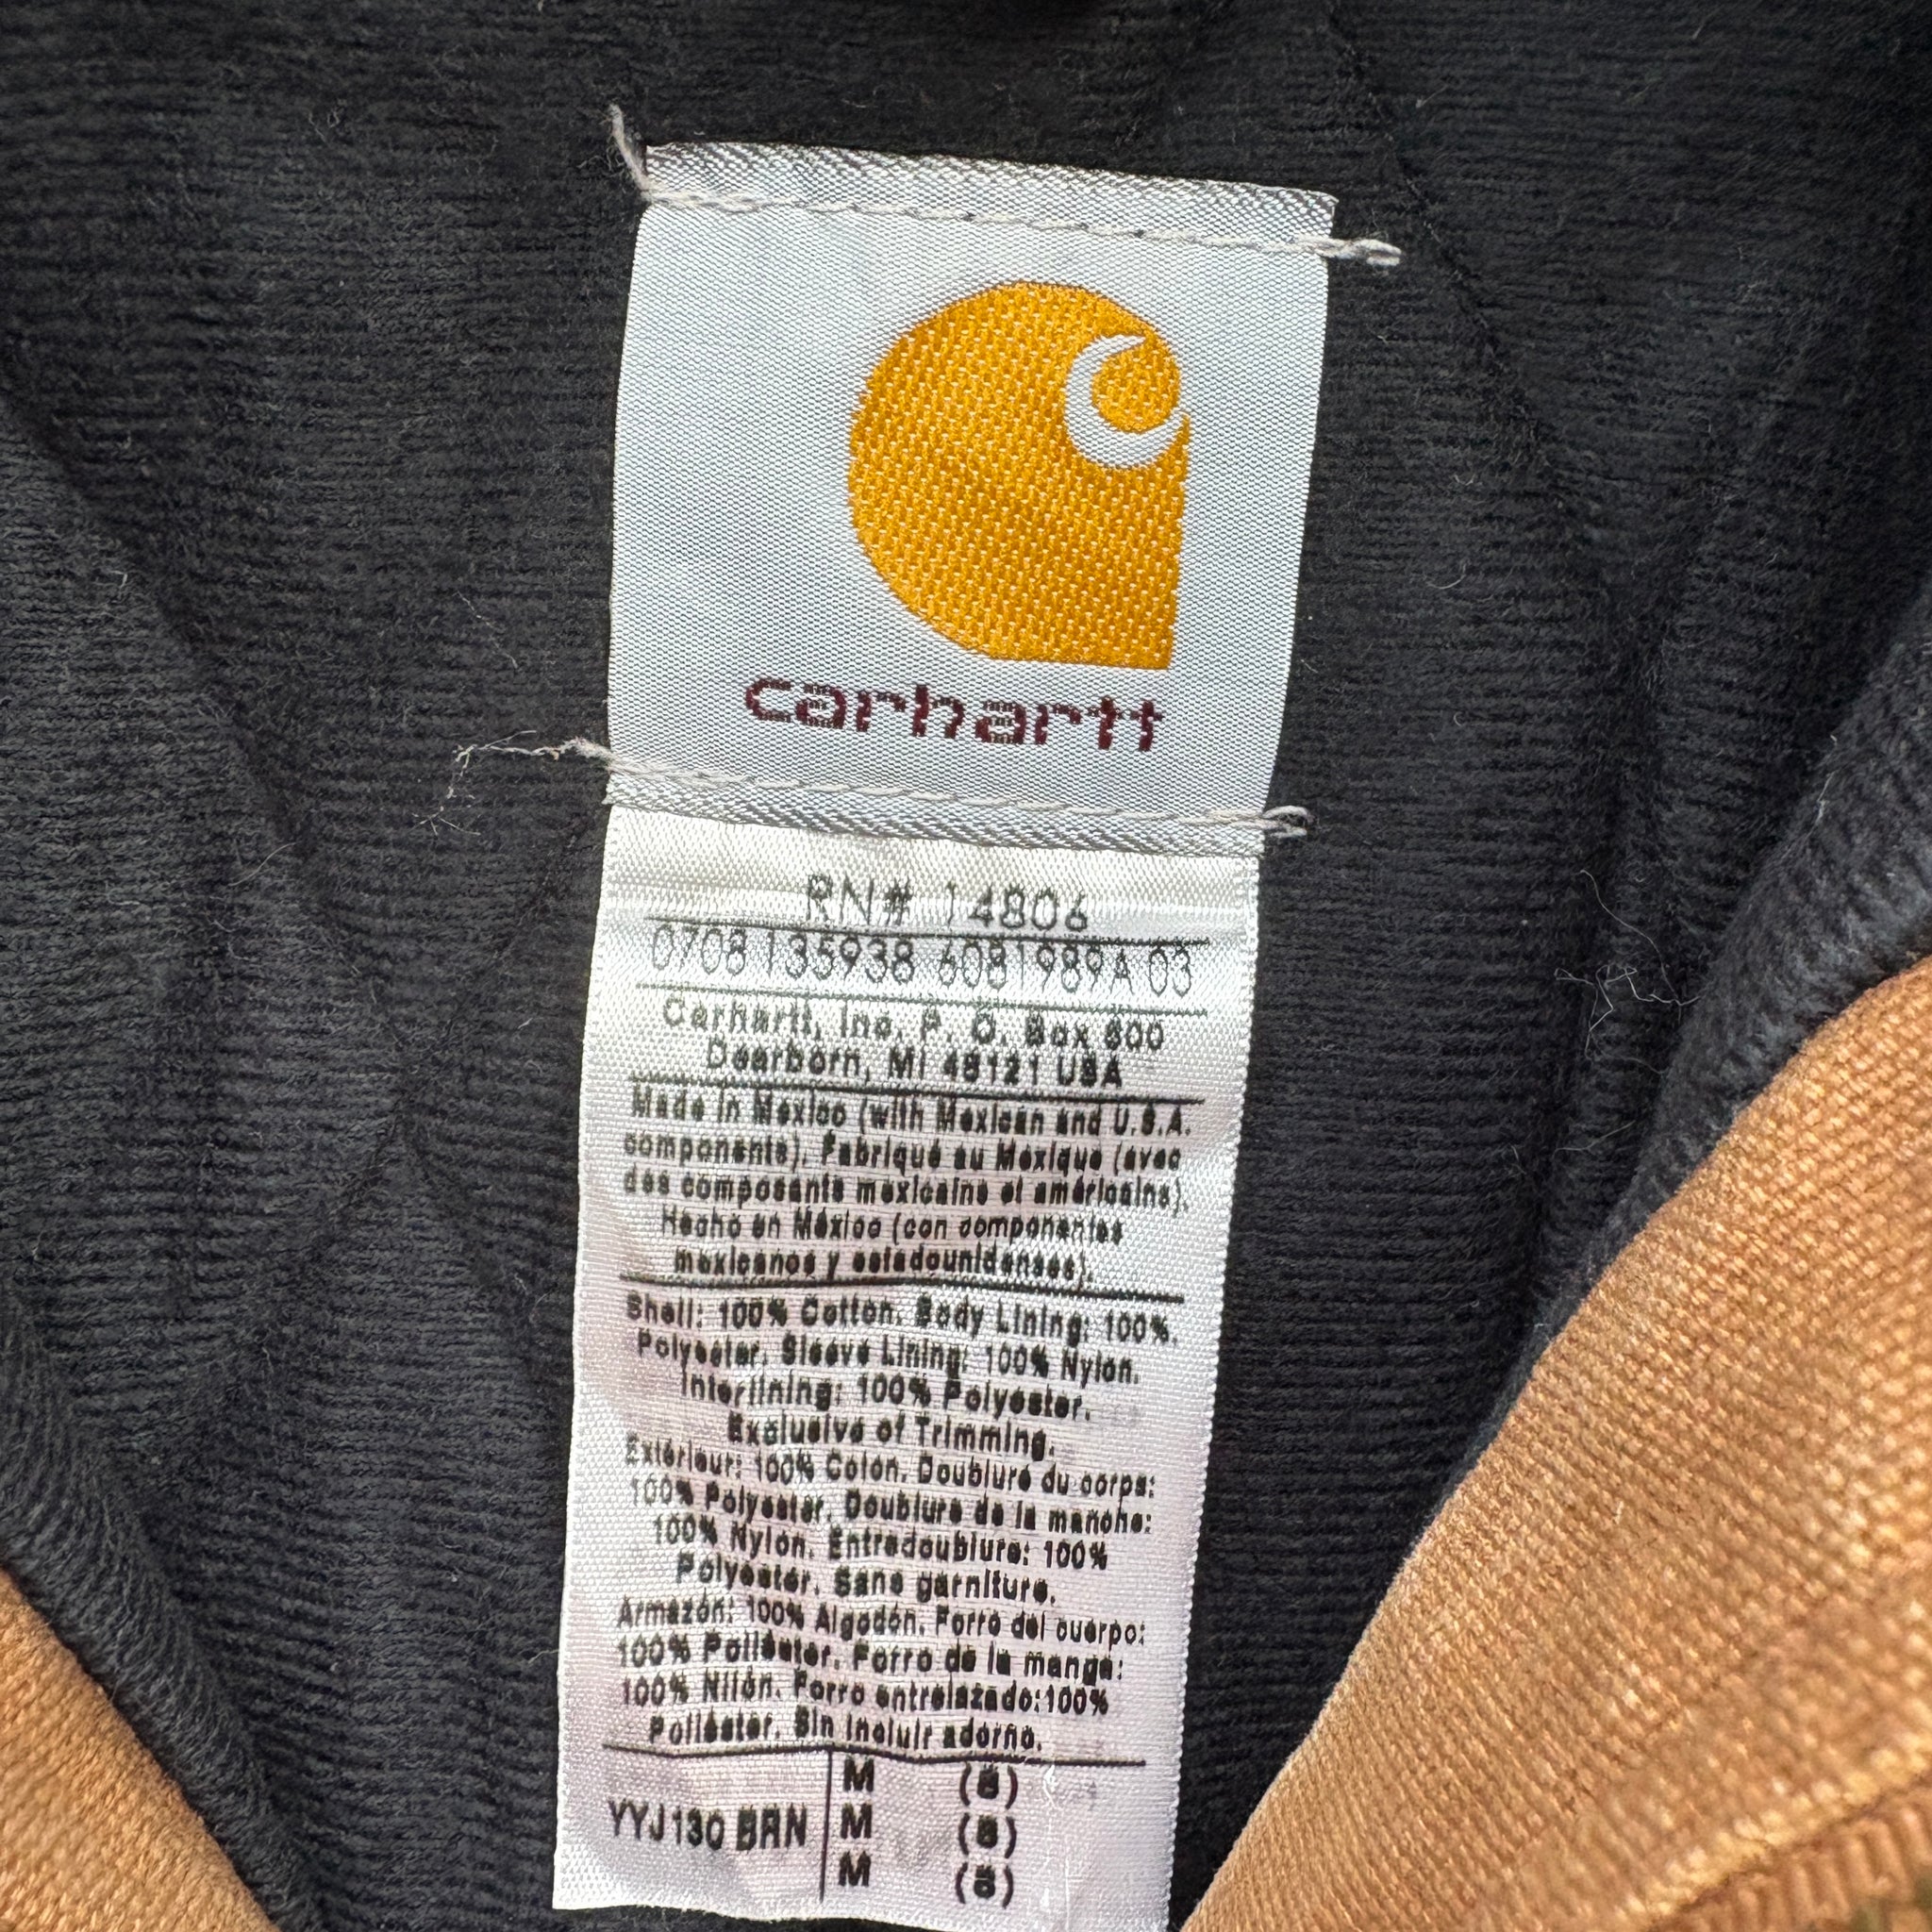 carhartt
RN# 14806
0708 135938 6081989A 03
Carhartt, Inc. P. O. Box 600
Dearborn, MI 48121 USA
Made in Mexico (with Mexican and U.S.A.
components). Fabriqué au Mexique (avec
des composants mexicains et américains).
Hecho en México (con componentes
mexicanos y estadounidenses).
Shell: 100% Cotton. Body Lining: 100%
Polyester. Sleeve Lining: 100% Nylon.
Interlining: 100% Polyester.
Exclusive of Trimming.
Extérieur: 100% Coton. Doublure du corps:
100% Polyester. Doublure de la manche:
100% Nylon. Entredoublure: 100%
Polyester. Sans garniture.
Armazón: 100% Algodón. Forro del cuerpo:
100% Poliéster. Forro de la manga:
100% Nilón. Forro entrelazado:100%
Poliéster. Sin incluir adorno.
M (8)
YYJ130 BRN M (8)
M (8)